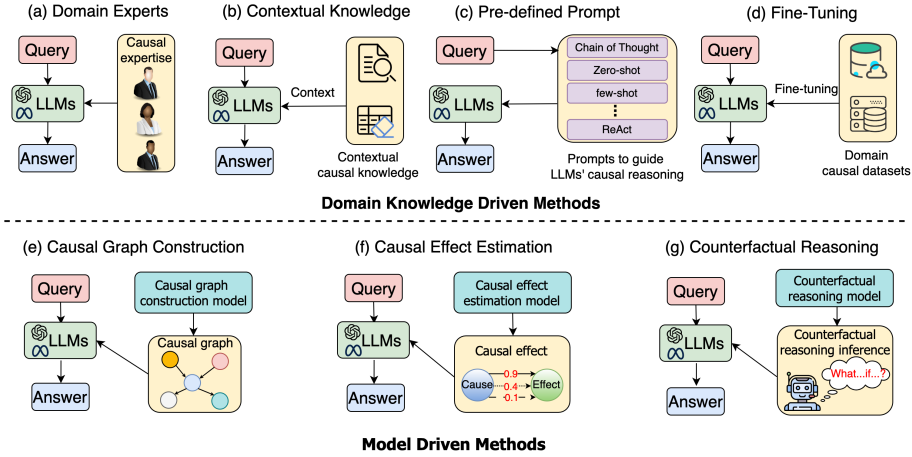 (a) Domain Experts
Query
LLMs
Answer
Causal
expertise
(b) Contextual Knowledge
Query
LLMs
Answer
Context
Contextual
causal knowledge
(c) Pre-defined Prompt
Query
LLMs
Answer
Chain of Thought
Zero-shot
few-shot
ReAct
Prompts to guide
LLMs' causal reasoning
(d) Fine-Tuning
Query
LLMs
Answer
Fine-tuning
Domain
causal datasets
Domain Knowledge Driven Methods
(e) Causal Graph Construction
Query
LLMs
Answer
Causal graph
construction model
Causal graph
(f) Causal Effect Estimation
Query
LLMs
Answer
Causal effect
estimation model
Causal effect
Cause
0.9
0.4
0.1
Effect
(g) Counterfactual Reasoning
Query
LLMs
Answer
Counterfactual
reasoning model
Counterfactual
reasoning inference
What...if...?
Model Driven Methods